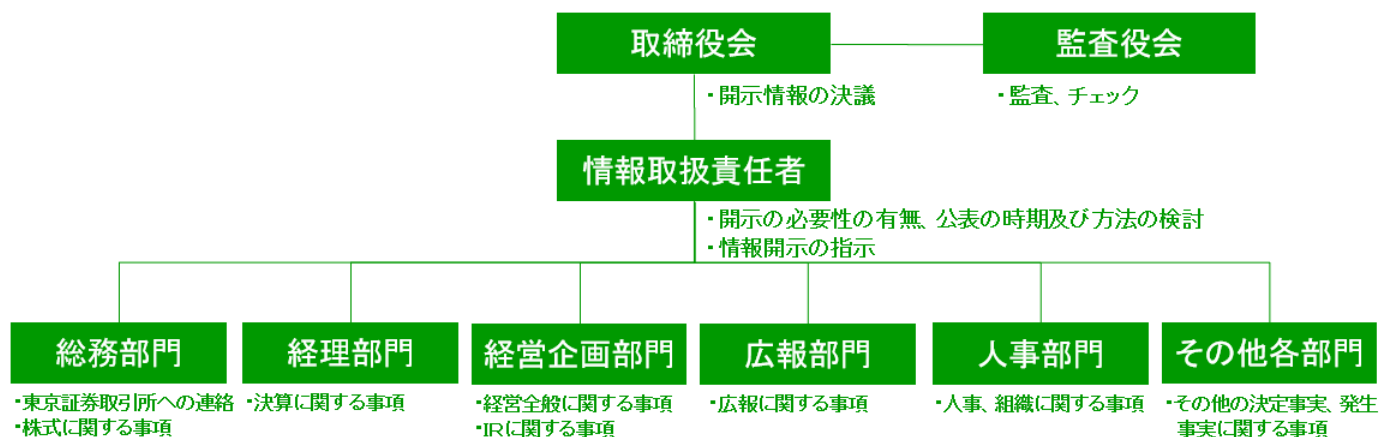 取締役会
監査役会
・開示情報の決議
・監査、チェック
情報取扱責任者
・開示の必要性の有無、公表の時期及び方法の検討
・情報開示の指示
総務部門
経理部門
経営企画部門
広報部門
人事部門
その他各部門
・東京証券取引所への連絡
・株式に関する事項
・決算に関する事項
・経営全般に関する事項
・IRに関する事項
・広報に関する事項
・人事、組織に関する事項
・その他の決定事実、発生
事実に関する事項